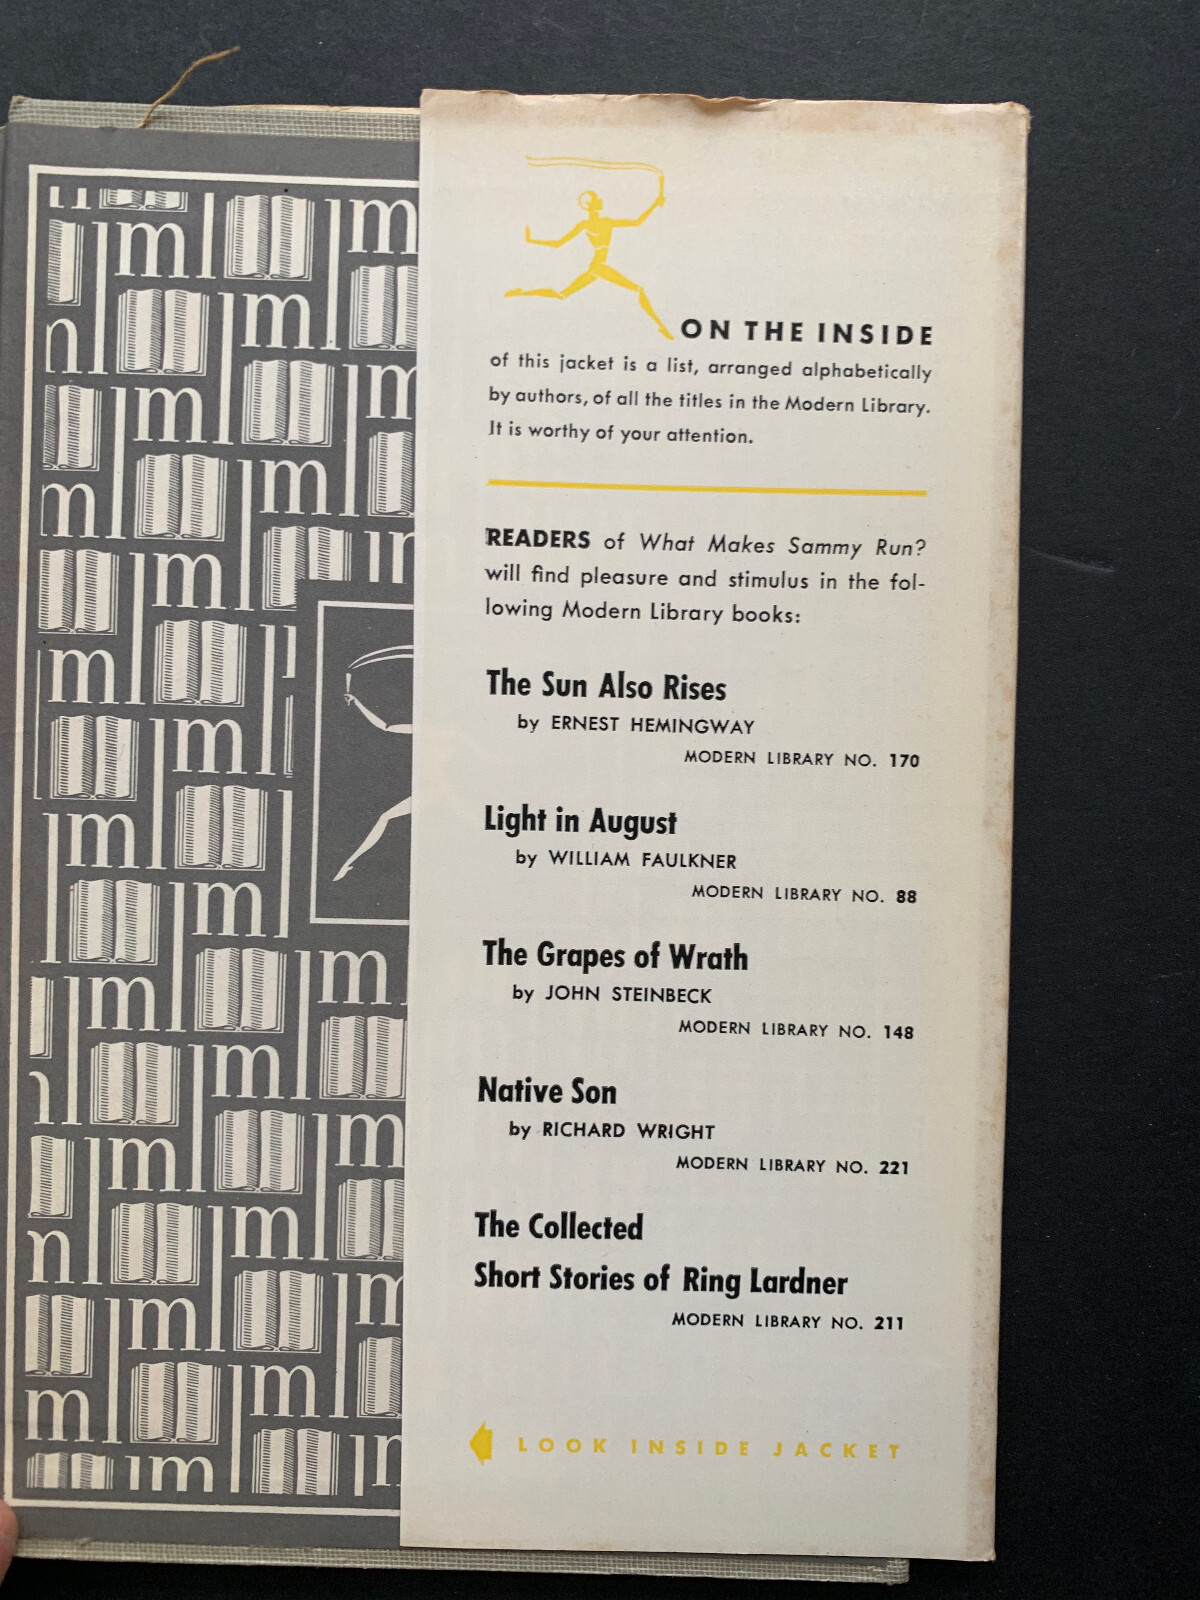 ON THE INSIDE
of this jacket is a list, arranged alphabetically
by authors, of all the titles in the Modern Library.
It is worthy of your attention.
READERS of What Makes Sammy Run?
will find pleasure and stimulus in the fol-
lowing Modern Library books:
The Sun Also Rises
by ERNEST HEMINGWAY
MODERN LIBRARY NO. 170
Light in August
by WILLIAM FAULKNER
MODERN LIBRARY NO. 88
The Grapes of Wrath
by JOHN STEINBECK
MODERN LIBRARY NO. 148
Native Son
by RICHARD WRIGHT
MODERN LIBRARY NO. 221
The Collected
Short Stories of Ring Lardner
MODERN LIBRARY NO. 211
LOOK INSIDE JACKET